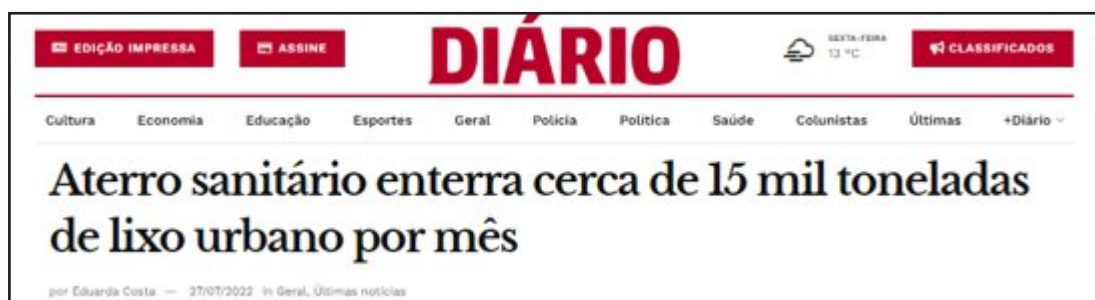 EDIÇÃO IMPRESSA
ASSINE
DIÁRIO
SEXTA-FEIRA
13 °C
CLASSIFICADOS
Cultura Economia Educação Esportes Geral Polícia Política Saúde Colunistas Últimas +Diário
Aterro sanitário enterra cerca de 15 mil toneladas
de lixo urbano por mês
por Eduarda Costa — 27/07/2022 in Geral, Últimas notícias